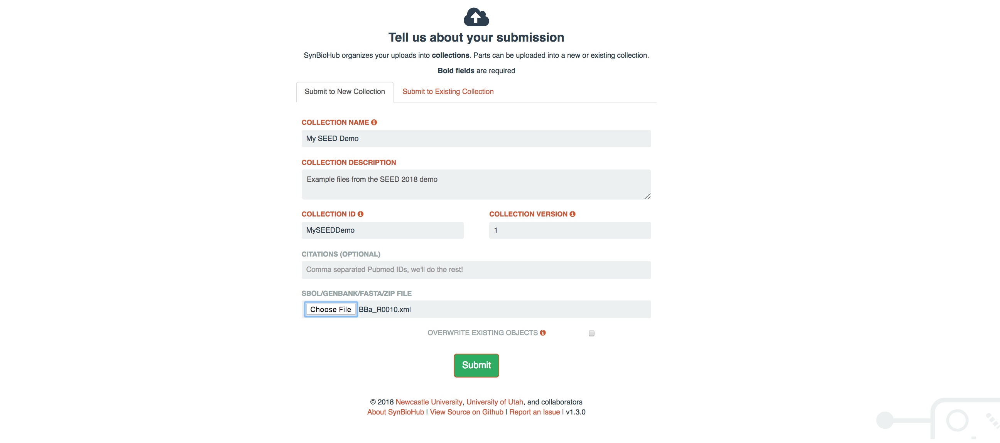 Tell us about your submission
SynBioHub organizes your uploads into collections. Parts can be uploaded into a new or existing collection.
Bold fields are required
Submit to New Collection
Submit to Existing Collection
COLLECTION NAME
My SEED Demo
COLLECTION DESCRIPTION
Example files from the SEED 2018 demo
COLLECTION ID
COLLECTION VERSION
MySEEDDemo
1
CITATIONS (OPTIONAL)
Comma separated Pubmed IDs, we'll do the rest!
SBOL/GENBANK/FASTA/ZIP FILE
Choose File BBa_R0010.xml
OVERWRITE EXISTING OBJECTS
Submit
© 2018 Newcastle University, University of Utah, and collaborators
About SynBioHub | View Source on Github | Report an Issue | v1.3.0